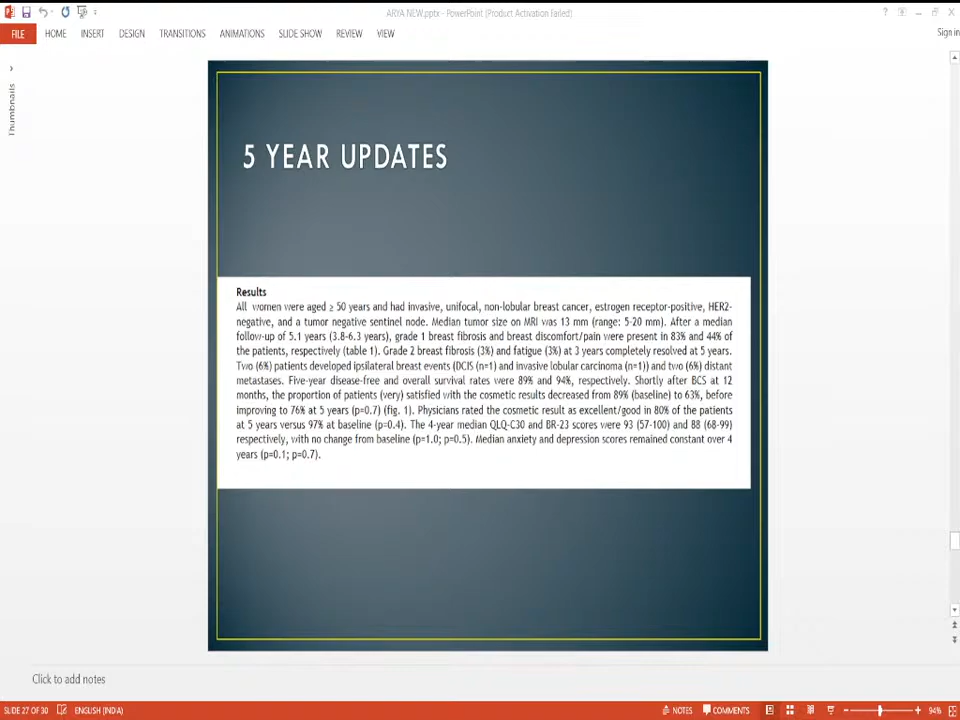 ARYA NEW.pptx - PowerPoint (Product Activation Failed)
FILE HOME INSERT DESIGN TRANSITIONS ANIMATIONS SLIDE SHOW REVIEW VIEW
Sign in
Thumbnails
5 YEAR UPDATES
Results
All women were aged ≥ 50 years and had invasive, unifocal, non-lobular breast cancer, estrogen receptor-positive, HER2-
negative, and a tumor negative sentinel node. Median tumor size on MRI was 13 mm (range: 5-20 mm). After a median
follow-up of 5.1 years (3.8-6.3 years), grade 1 breast fibrosis and breast discomfort/pain were present in 83% and 44% of
the patients, respectively (table 1). Grade 2 breast fibrosis (3%) and fatigue (3%) at 3 years completely resolved at 5 years.
Two (6%) patients developed ipsilateral breast events (DCIS (n=1) and invasive lobular carcinoma (n=1)) and two (6%) distant
metastases. Five-year disease-free and overall survival rates were 89% and 94%, respectively. Shortly after BCS at 12
months, the proportion of patients (very) satisfied with the cosmetic results decreased from 89% (baseline) to 63%, before
improving to 76% at 5 years (p=0.7) (fig. 1). Physicians rated the cosmetic result as excellent/good in 80% of the patients
at 5 years versus 97% at baseline (p=0.4). The 4-year median QLQ-C30 and BR-23 scores were 93 (57-100) and 88 (68-99)
respectively, with no change from baseline (p=1.0; p=0.5). Median anxiety and depression scores remained constant over 4
years (p=0.1; p=0.7).
Click to add notes
SLIDE 27 OF 30 ENGLISH (INDIA) NOTES COMMENTS 94%